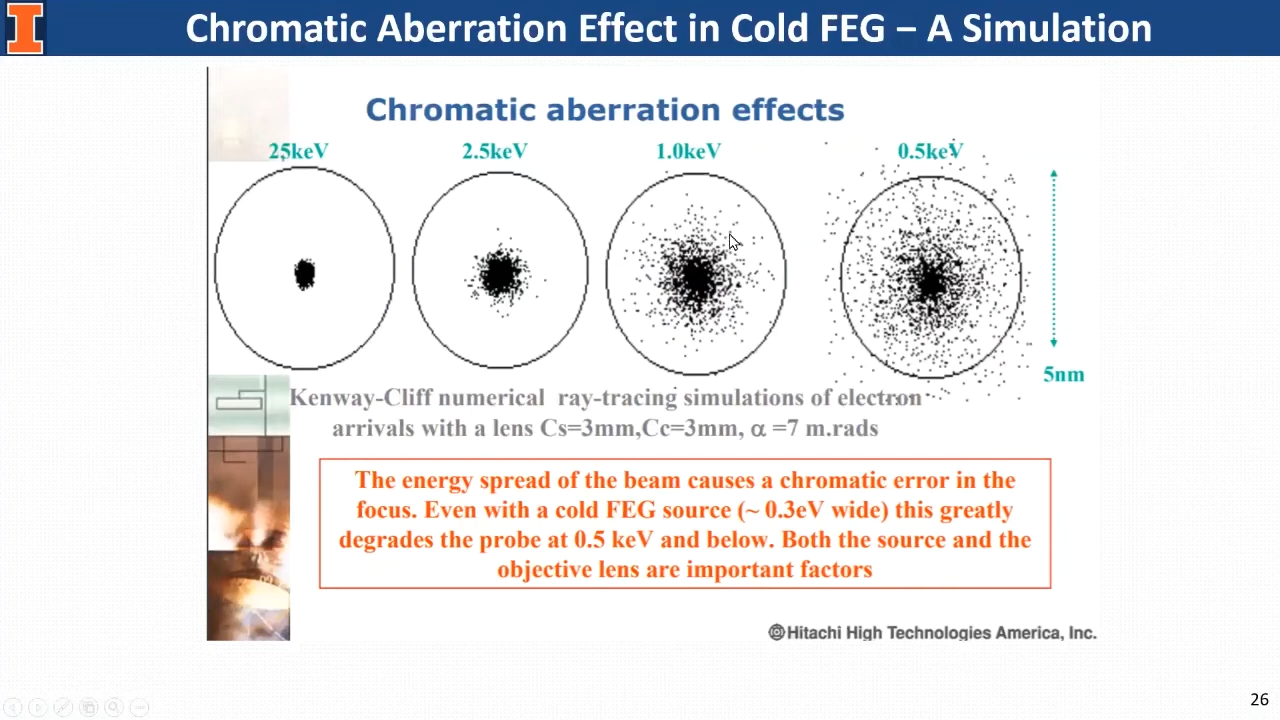 Chromatic Aberration Effect in Cold FEG – A Simulation
Chromatic aberration effects
25keV 2.5keV 1.0keV 0.5keV
5nm
Kenway-Cliff numerical ray-tracing simulations of electron
arrivals with a lens Cs=3mm,Cc=3mm, α =7 m.rads
The energy spread of the beam causes a chromatic error in the
focus. Even with a cold FEG source (~ 0.3eV wide) this greatly
degrades the probe at 0.5 keV and below. Both the source and the
objective lens are important factors
Hitachi High Technologies America, Inc.
26